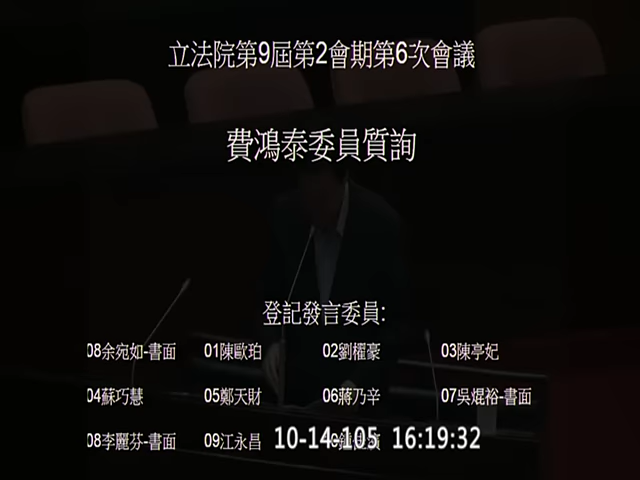 立法院第9屆第2會期第6次會議
費鴻泰委員質詢
登記發言委員:
08余宛如-書面 01陳歐珀 02劉櫂豪 03陳亭妃
04蘇巧慧 05鄭天財 06蔣乃辛 07吳焜裕-書面
08李麗芬-書面 09江永昌
10-14-105 16:19:32